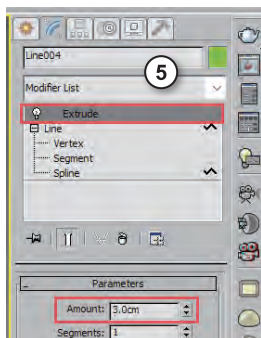 Line004
5
Modifier List
Extrude
Line
Vertex
Segment
Spline
Parameters
Amount: 3.0cm
Segments: 1